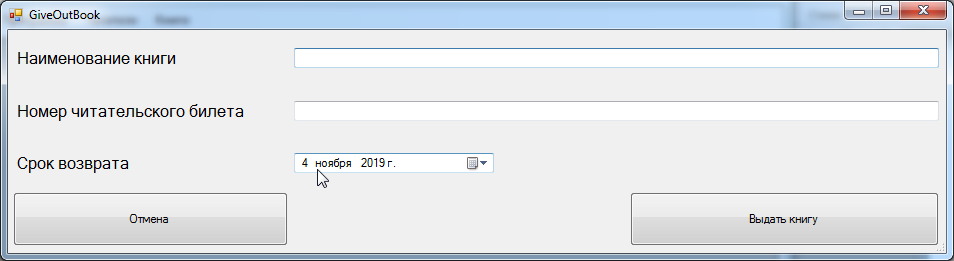 GiveOutBook
Наименование книги
Номер читательского билета
Срок возврата
4 ноября 2019 г.
Отмена
Выдать книгу